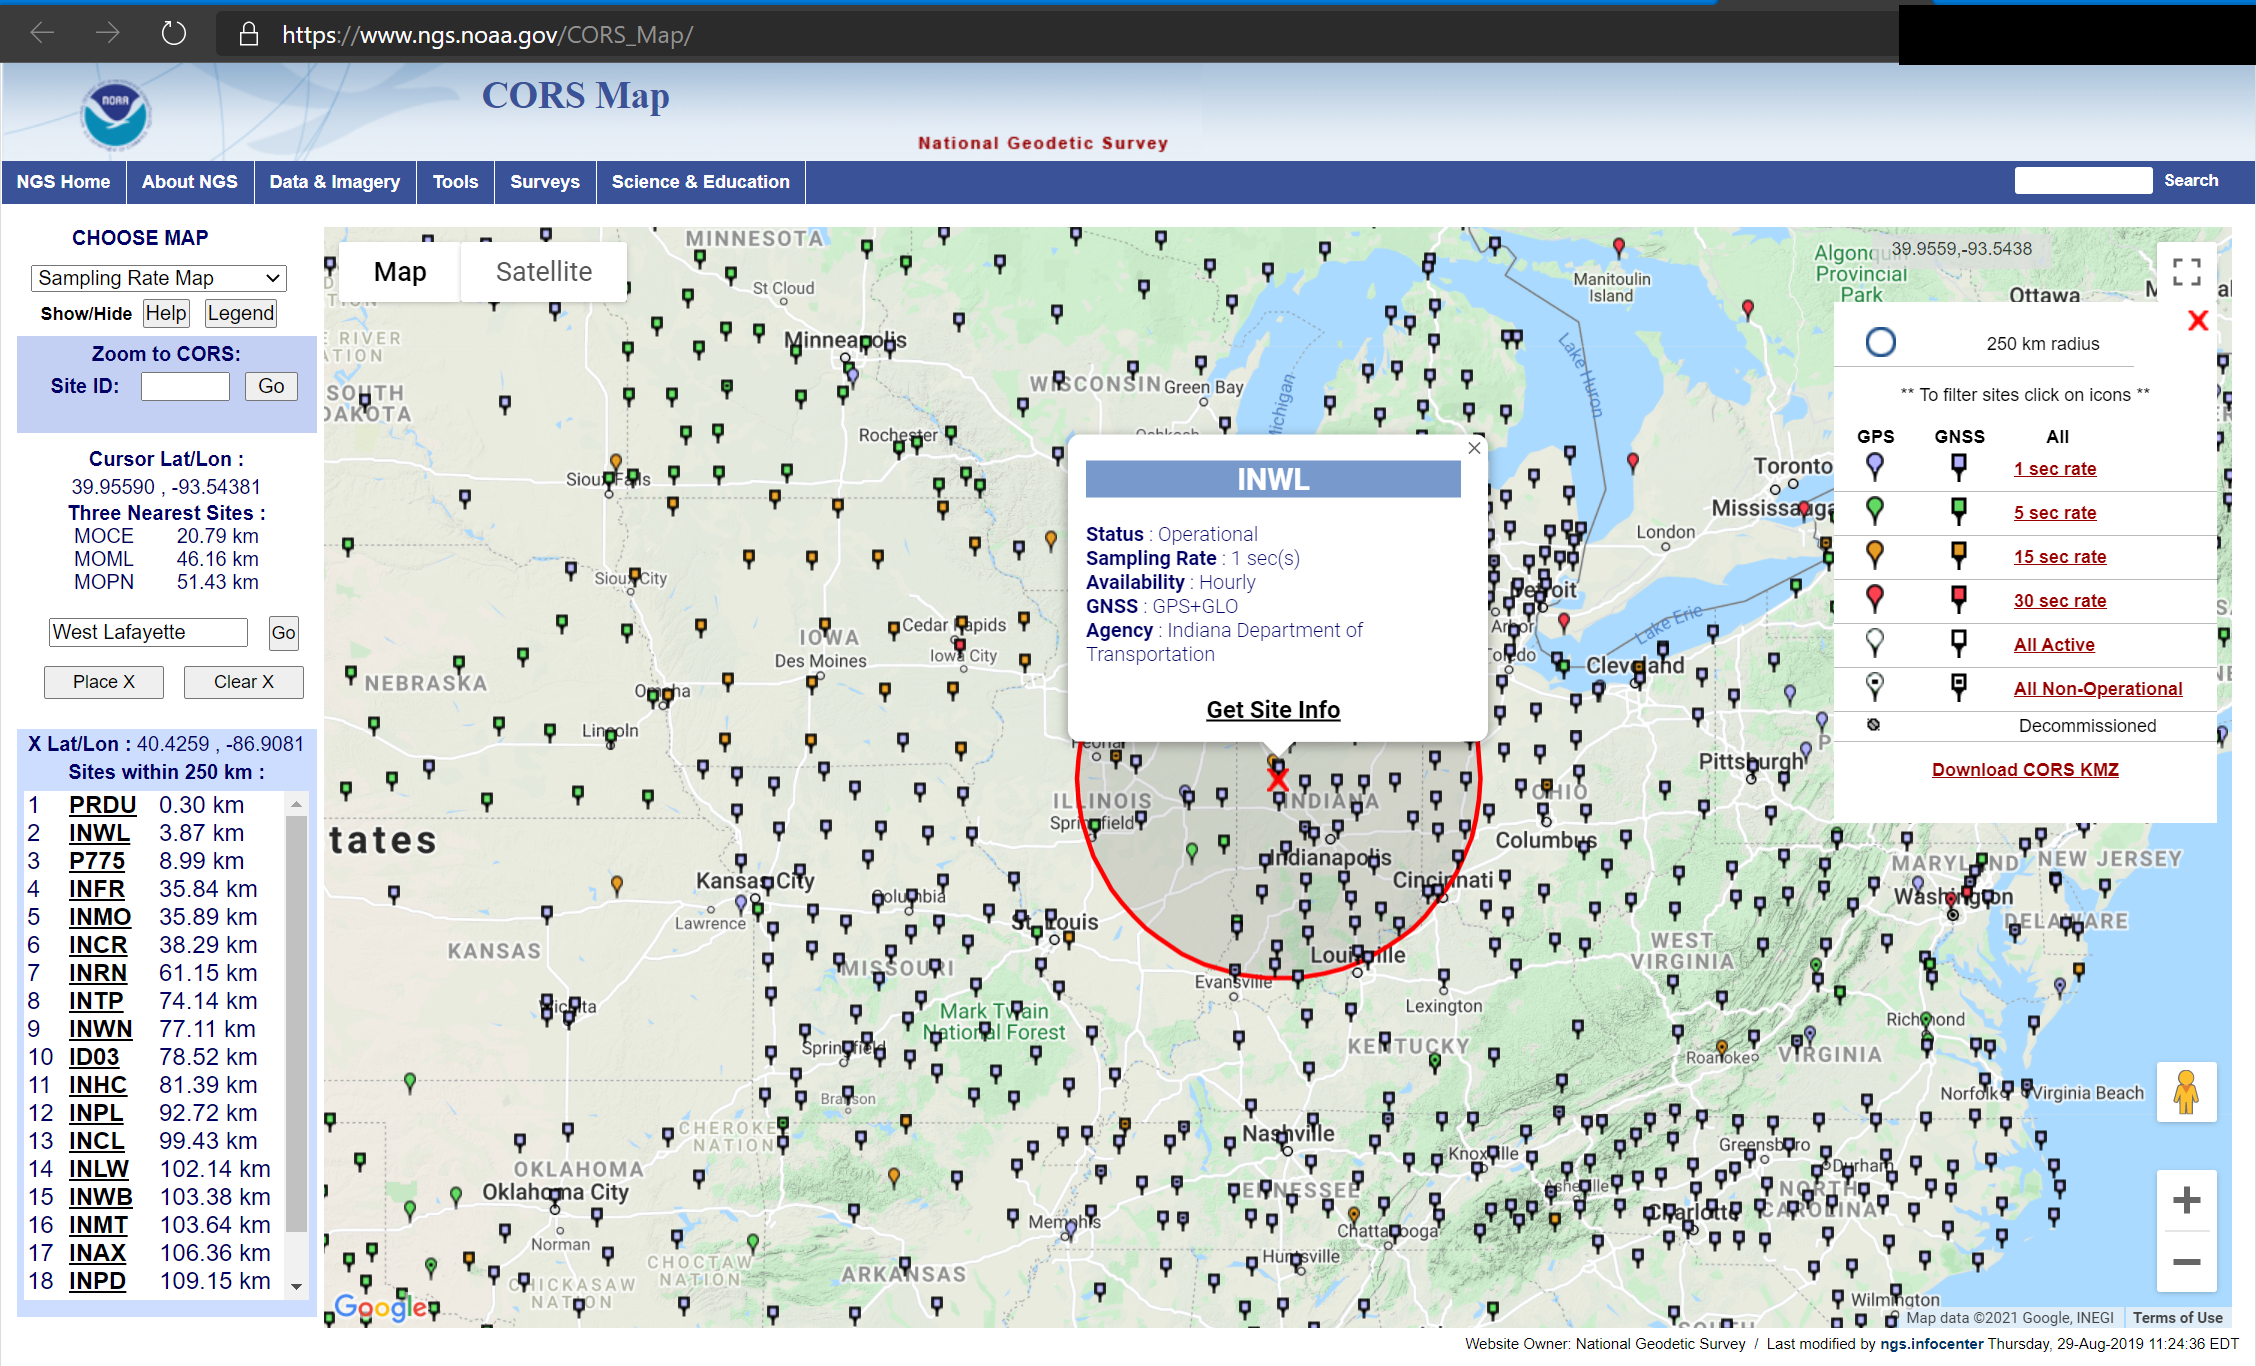 https://www.ngs.noaa.gov/CORS_Map/
NOAA
CORS Map
National Geodetic Survey
NGS Home
About NGS
Data & Imagery
Tools
Surveys
Science & Education
Search
CHOOSE MAP
Sampling Rate Map
Show/Hide Help Legend
Zoom to CORS:
Site ID: Go
Cursor Lat/Lon :
39.95590 , -93.54381
Three Nearest Sites :
MOCE 20.79 km
MOML 46.16 km
MOPN 51.43 km
West Lafayette Go
Place X Clear X
X Lat/Lon : 40.4259 , -86.9081
Sites within 250 km :
1 PRDU 0.30 km
2 INWL 3.87 km
3 P775 8.99 km
4 INFR 35.84 km
5 INMO 35.89 km
6 INCR 38.29 km
7 INRN 61.15 km
8 INTP 74.14 km
9 INWN 77.11 km
10 ID03 78.52 km
11 INHC 81.39 km
12 INPL 92.72 km
13 INCL 99.43 km
14 INLW 102.14 km
15 INWB 103.38 km
16 INMT 103.64 km
17 INAX 106.36 km
18 INPD 109.15 km
Map Satellite
MINNESOTA
St Cloud
Minneapolis
SOUTH
DAKOTA
WISCONSIN
Green Bay
Rochester
Sioux Falls
Sioux City
IOWA
Cedar Rapids
Des Moines
Iowa City
NEBRASKA
Omaha
Lincoln
tates
Kansas City
Lawrence
Columbia
KANSAS
St. Louis
MISSOURI
Wichita
Mark Twain
National Forest
Springfield
Branson
CHEROKEE
NATION
OKLAHOMA
Oklahoma City
Norman
CHICKASAW
NATION
CHOCTAW
NATION
ARKANSAS
Memphis
Google
Manitoulin
Island
Lake Huron
Toronto
Mississauga
London
Detroit
Arbor
Toledo
Lake Erie
Cleveland
Pittsburgh
OHIO
Columbus
ILLINOIS
Springfield
INDIANA
Indianapolis
Cincinnati
Louisville
Evansville
Lexington
KENTUCKY
WEST
VIRGINIA
MARYLAND
NEW JERSEY
Washington
DELAWARE
Richmond
Roanoke
VIRGINIA
Norfolk
Virginia Beach
Nashville
Knoxville
TENNESSEE
Asheville
Greensboro
Durham
NORTH
CAROLINA
Charlotte
Chattanooga
Huntsville
Wilmington
INWL
Status : Operational
Sampling Rate : 1 sec(s)
Availability : Hourly
GNSS : GPS+GLO
Agency : Indiana Department of
Transportation
Get Site Info
Algonquin
Provincial
Park
39.9559,-93.5438
Ottawa
250 km radius
** To filter sites click on icons **
GPS GNSS All
1 sec rate
5 sec rate
15 sec rate
30 sec rate
All Active
All Non-Operational
Decommissioned
Download CORS KMZ
Map data ©2021 Google, INEGI
Terms of Use
Website Owner: National Geodetic Survey / Last modified by ngs.infocenter Thursday, 29-Aug-2019 11:24:36 EDT